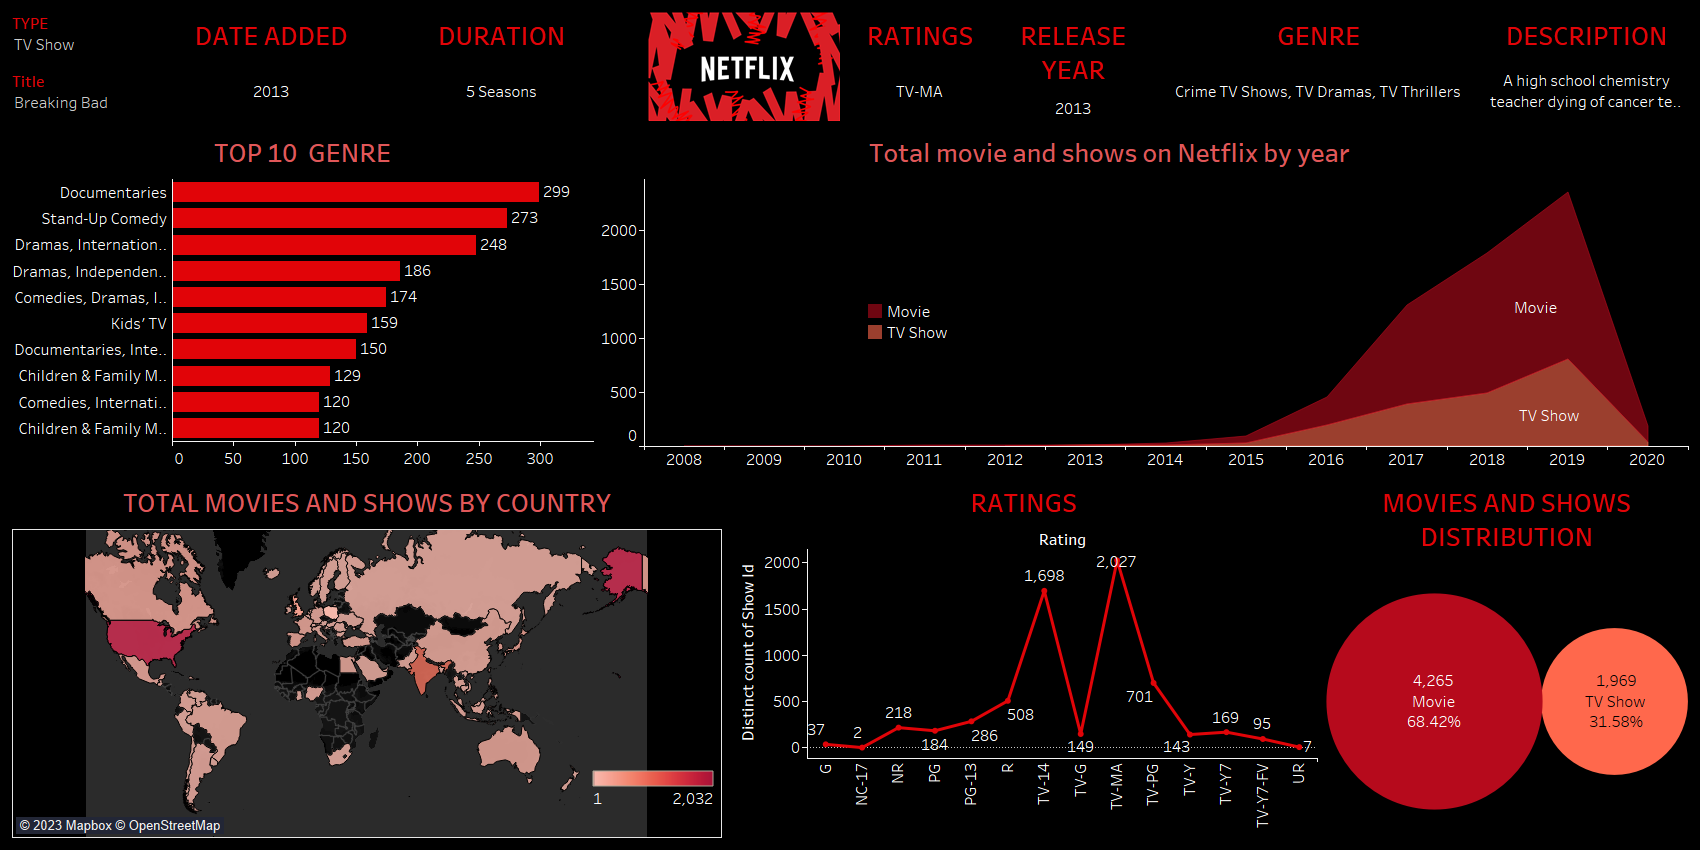 TYPE
TV Show
Title
Breaking Bad
DATE ADDED
2013
DURATION
5 Seasons
NETFLIX
RATINGS
TV-MA
RELEASE
YEAR
2013
GENRE
Crime TV Shows, TV Dramas, TV Thrillers
DESCRIPTION
A high school chemistry
teacher dying of cancer te..
TOP 10 GENRE
Documentaries 299
Stand-Up Comedy 273
Dramas, Internation.. 248
Dramas, Independen.. 186
Comedies, Dramas, I.. 174
Kids' TV 159
Documentaries, Inte.. 150
Children & Family M.. 129
Comedies, Internati.. 120
Children & Family M.. 120
0 50 100 150 200 250 300
Total movie and shows on Netflix by year
2000
1500
1000
500
0
Movie
TV Show
Movie
TV Show
2008 2009 2010 2011 2012 2013 2014 2015 2016 2017 2018 2019 2020
TOTAL MOVIES AND SHOWS BY COUNTRY
1 2,032
© 2023 Mapbox © OpenStreetMap
RATINGS
Rating
Distinct count of Show Id
2000
1500
1000
500
0
37
2
218
184
286
508
1,698
149
2,027
701
143
169
95
7
G
NC-17
NR
PG
PG-13
R
TV-14
TV-G
TV-MA
TV-PG
TV-Y
TV-Y7
TV-Y7-FV
UR
MOVIES AND SHOWS
DISTRIBUTION
4,265
Movie
68.42%
1,969
TV Show
31.58%